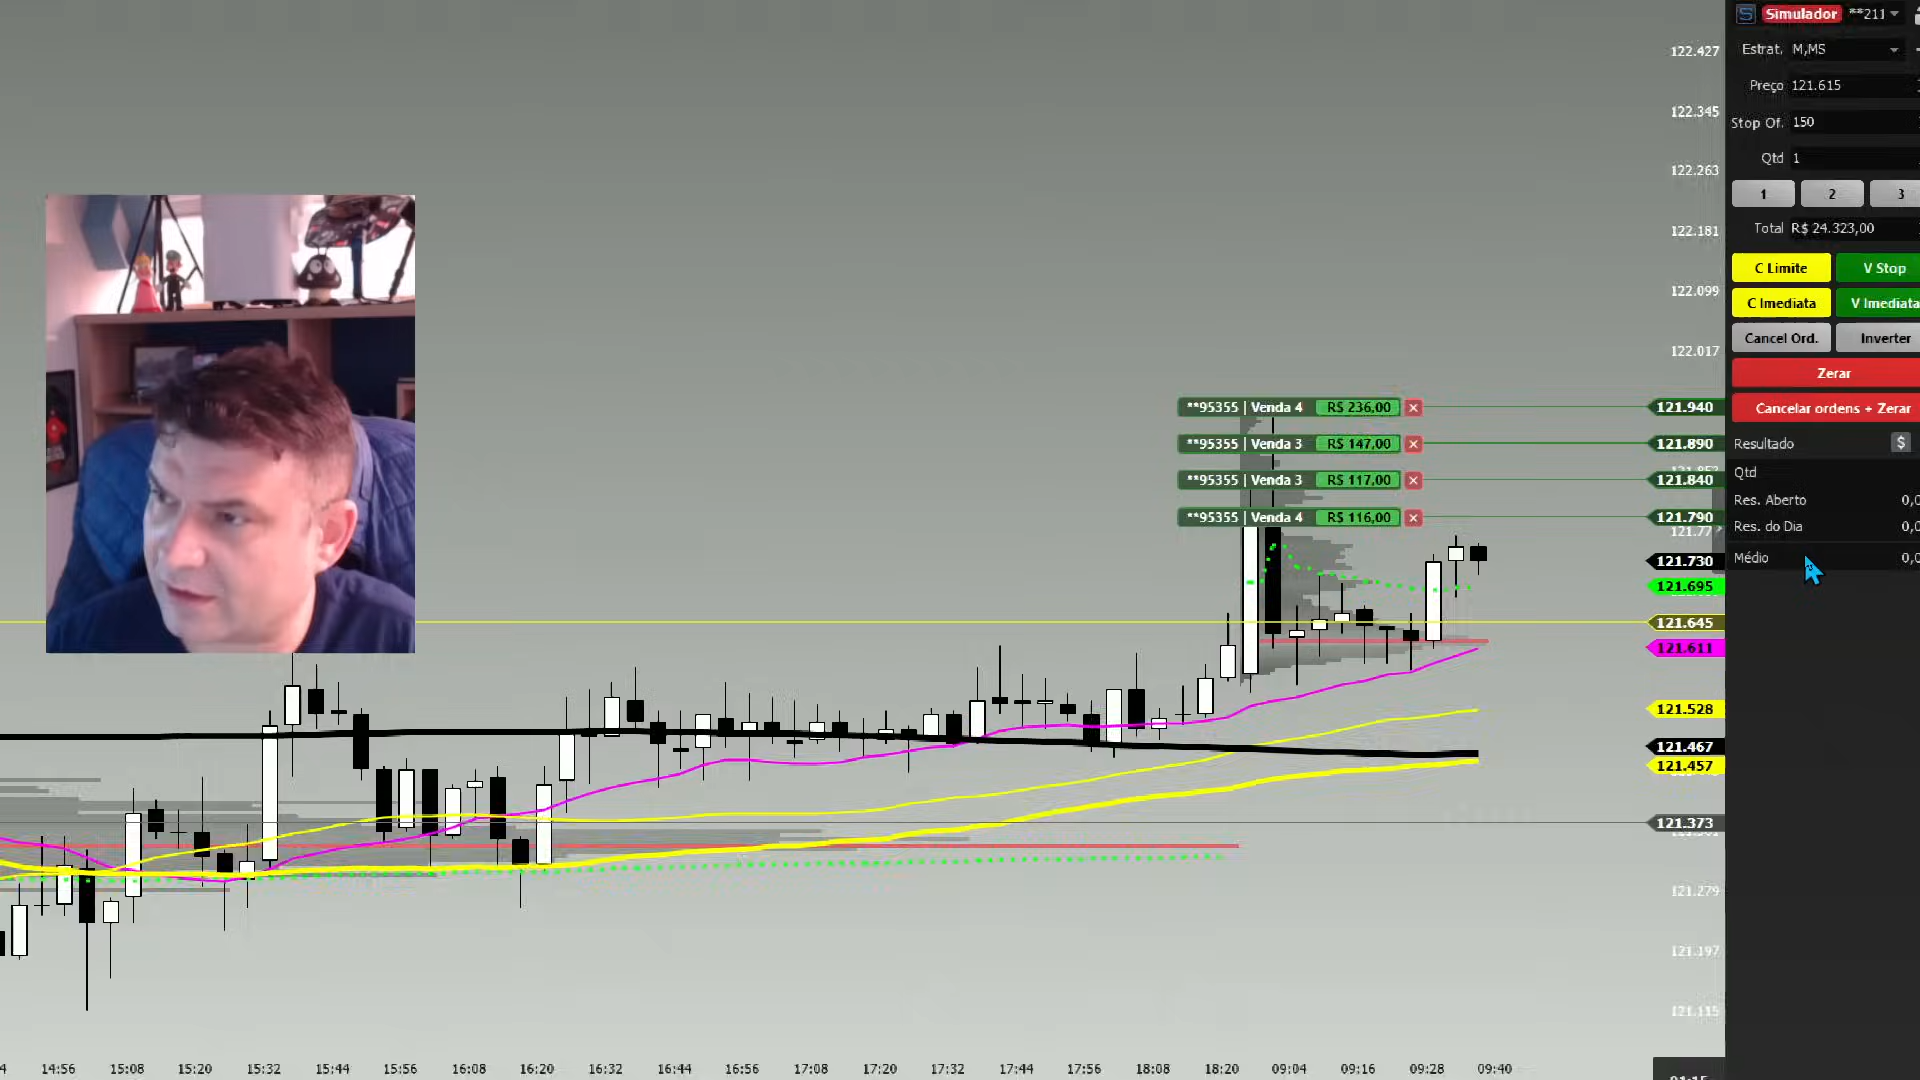 Simulador **211
Estrat. M,MS
Preço 121.615
Stop Of. 150
Qtd 1
1 2 3
Total R$ 24.323,00
C Limite V Stop
C Imediata V Imediata
Cancel Ord. Inverter
Zerar
Cancelar ordens + Zerar
Resultado $
Qtd
Res. Aberto 0,0
Res. do Dia 0,0
Médio 0,0
122.427
122.345
122.263
122.181
122.099
122.017
**95355 | Venda 4 R$ 236,00 × 121.940
**95355 | Venda 3 R$ 147,00 × 121.890
**95355 | Venda 3 R$ 117,00 × 121.840
**95355 | Venda 4 R$ 116,00 × 121.790
121.730
121.695
121.645
121.611
121.528
121.467
121.457
121.373
121.279
121.197
121.115
4 14:56 15:08 15:20 15:32 15:44 15:56 16:08 16:20 16:32 16:44 16:56 17:08 17:20 17:32 17:44 17:56 18:08 18:20 09:04 09:16 09:28 09:40